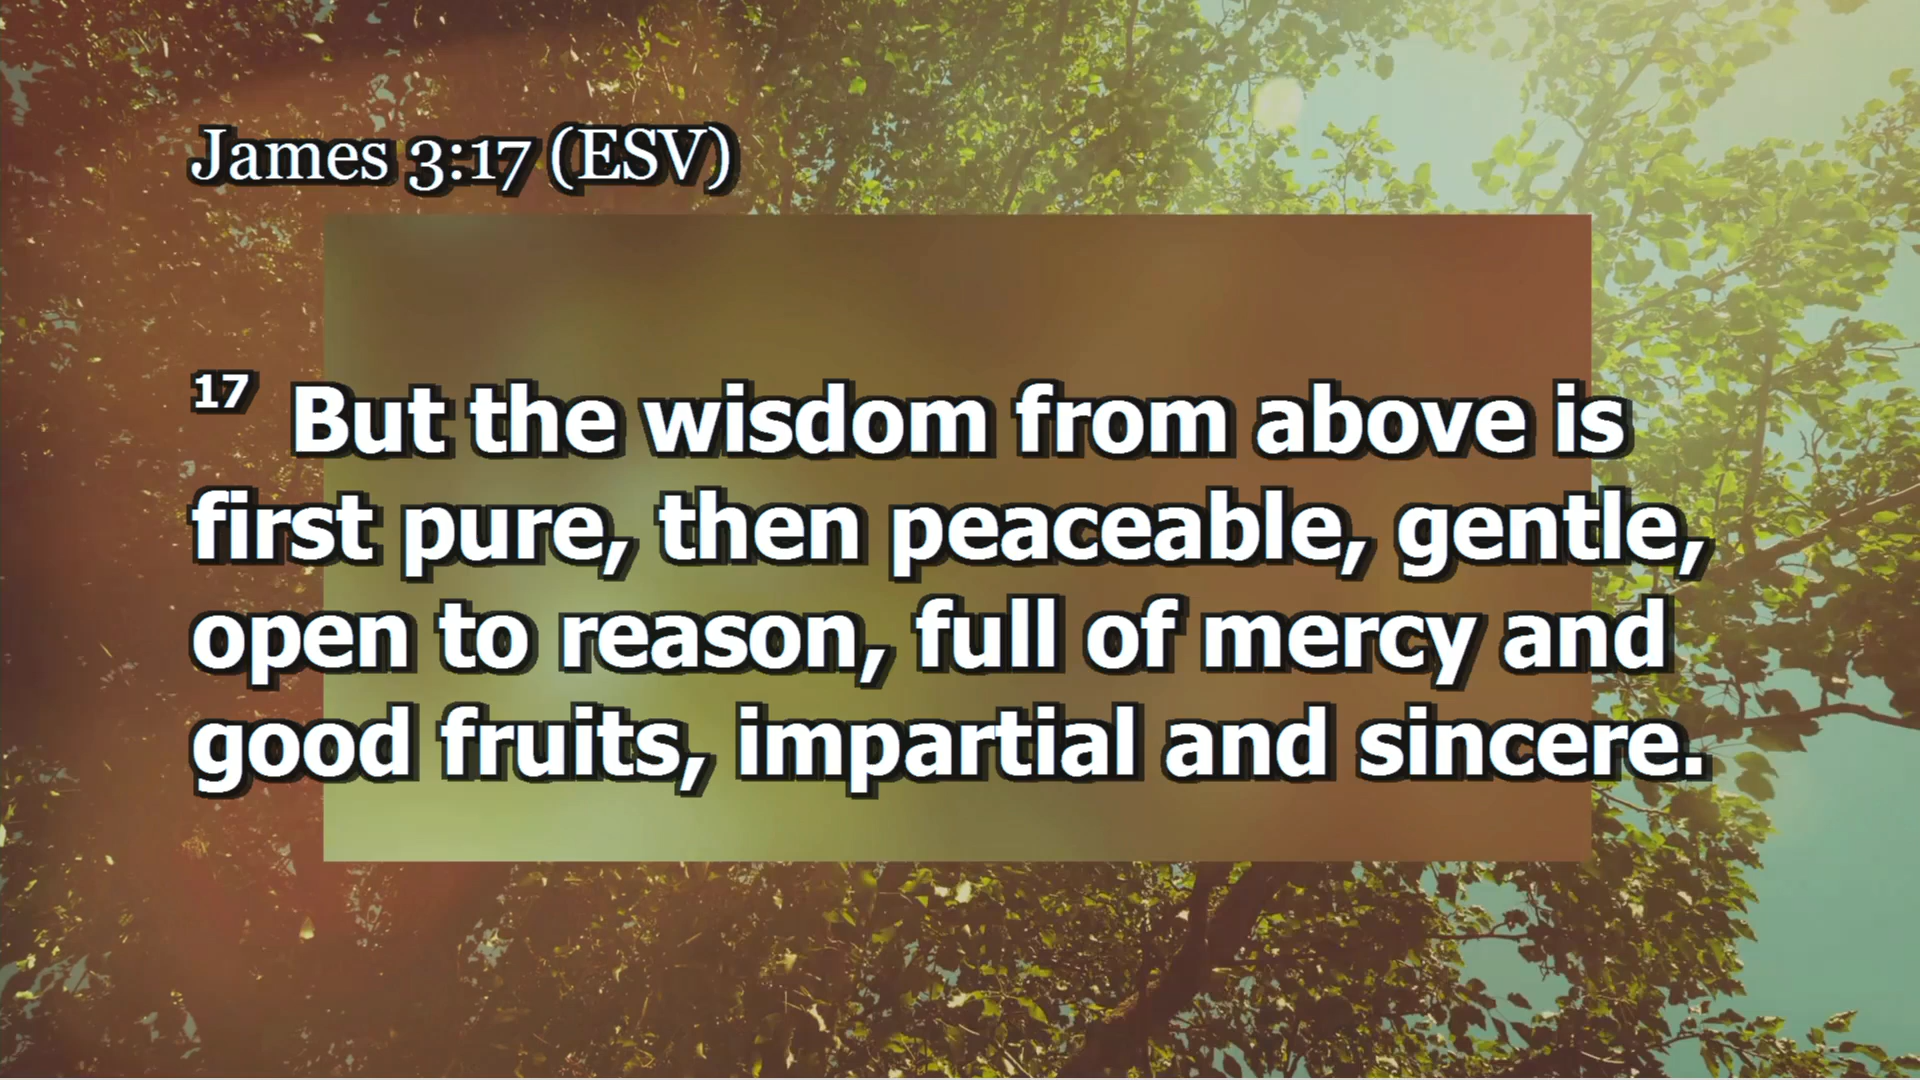 James 3:17 (ESV)
17 But the wisdom from above is
first pure, then peaceable, gentle,
open to reason, full of mercy and
good fruits, impartial and sincere.